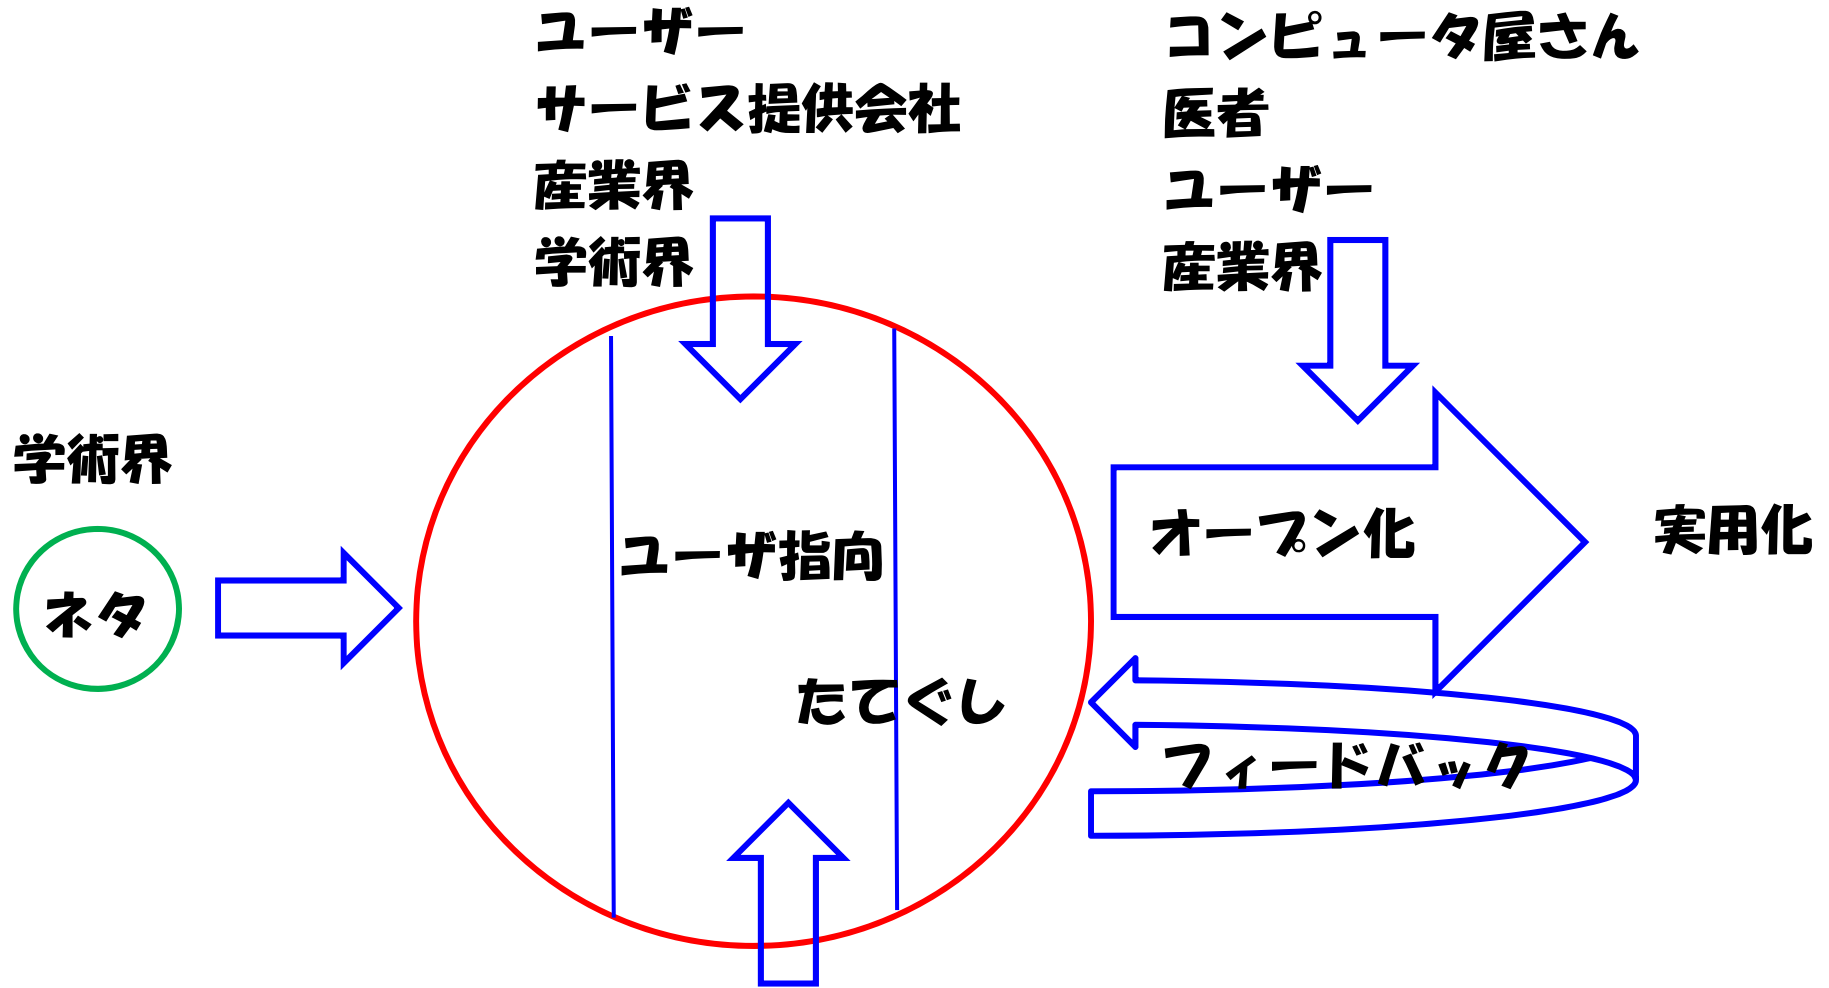 ユーザー
サービス提供会社
産業界
学術界
コンピュータ屋さん
医者
ユーザー
産業界
学術界
ネタ
ユーザ指向
たてぐし
オープン化
実用化
フィードバック